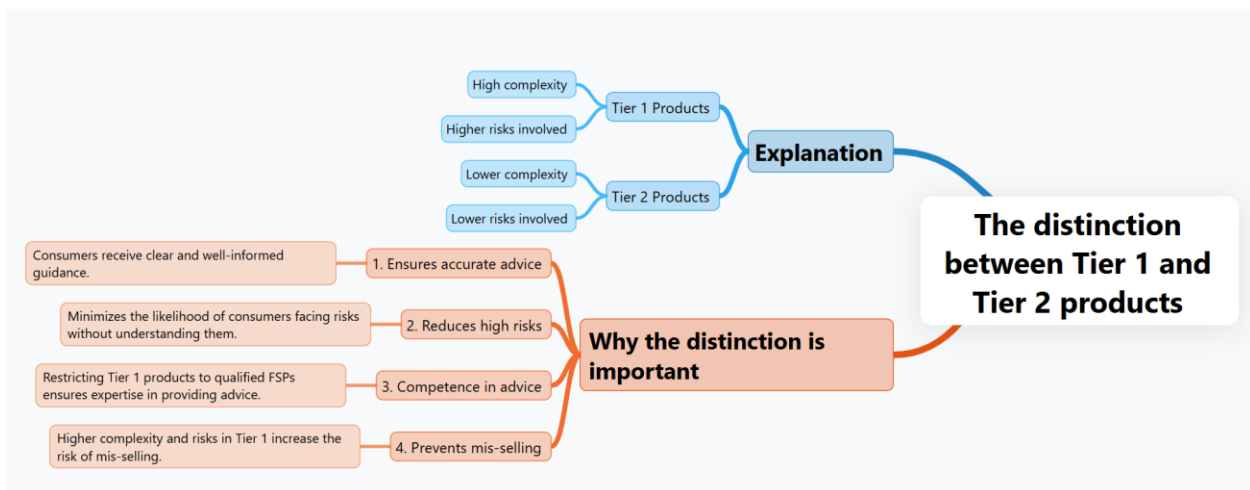 The distinction
between Tier 1 and
Tier 2 products
Explanation
Tier 1 Products
High complexity
Higher risks involved
Tier 2 Products
Lower complexity
Lower risks involved
Why the distinction is
important
1. Ensures accurate advice
Consumers receive clear and well-informed
guidance.
2. Reduces high risks
Minimizes the likelihood of consumers facing risks
without understanding them.
3. Competence in advice
Restricting Tier 1 products to qualified FSPs
ensures expertise in providing advice.
4. Prevents mis-selling
Higher complexity and risks in Tier 1 increase the
risk of mis-selling.